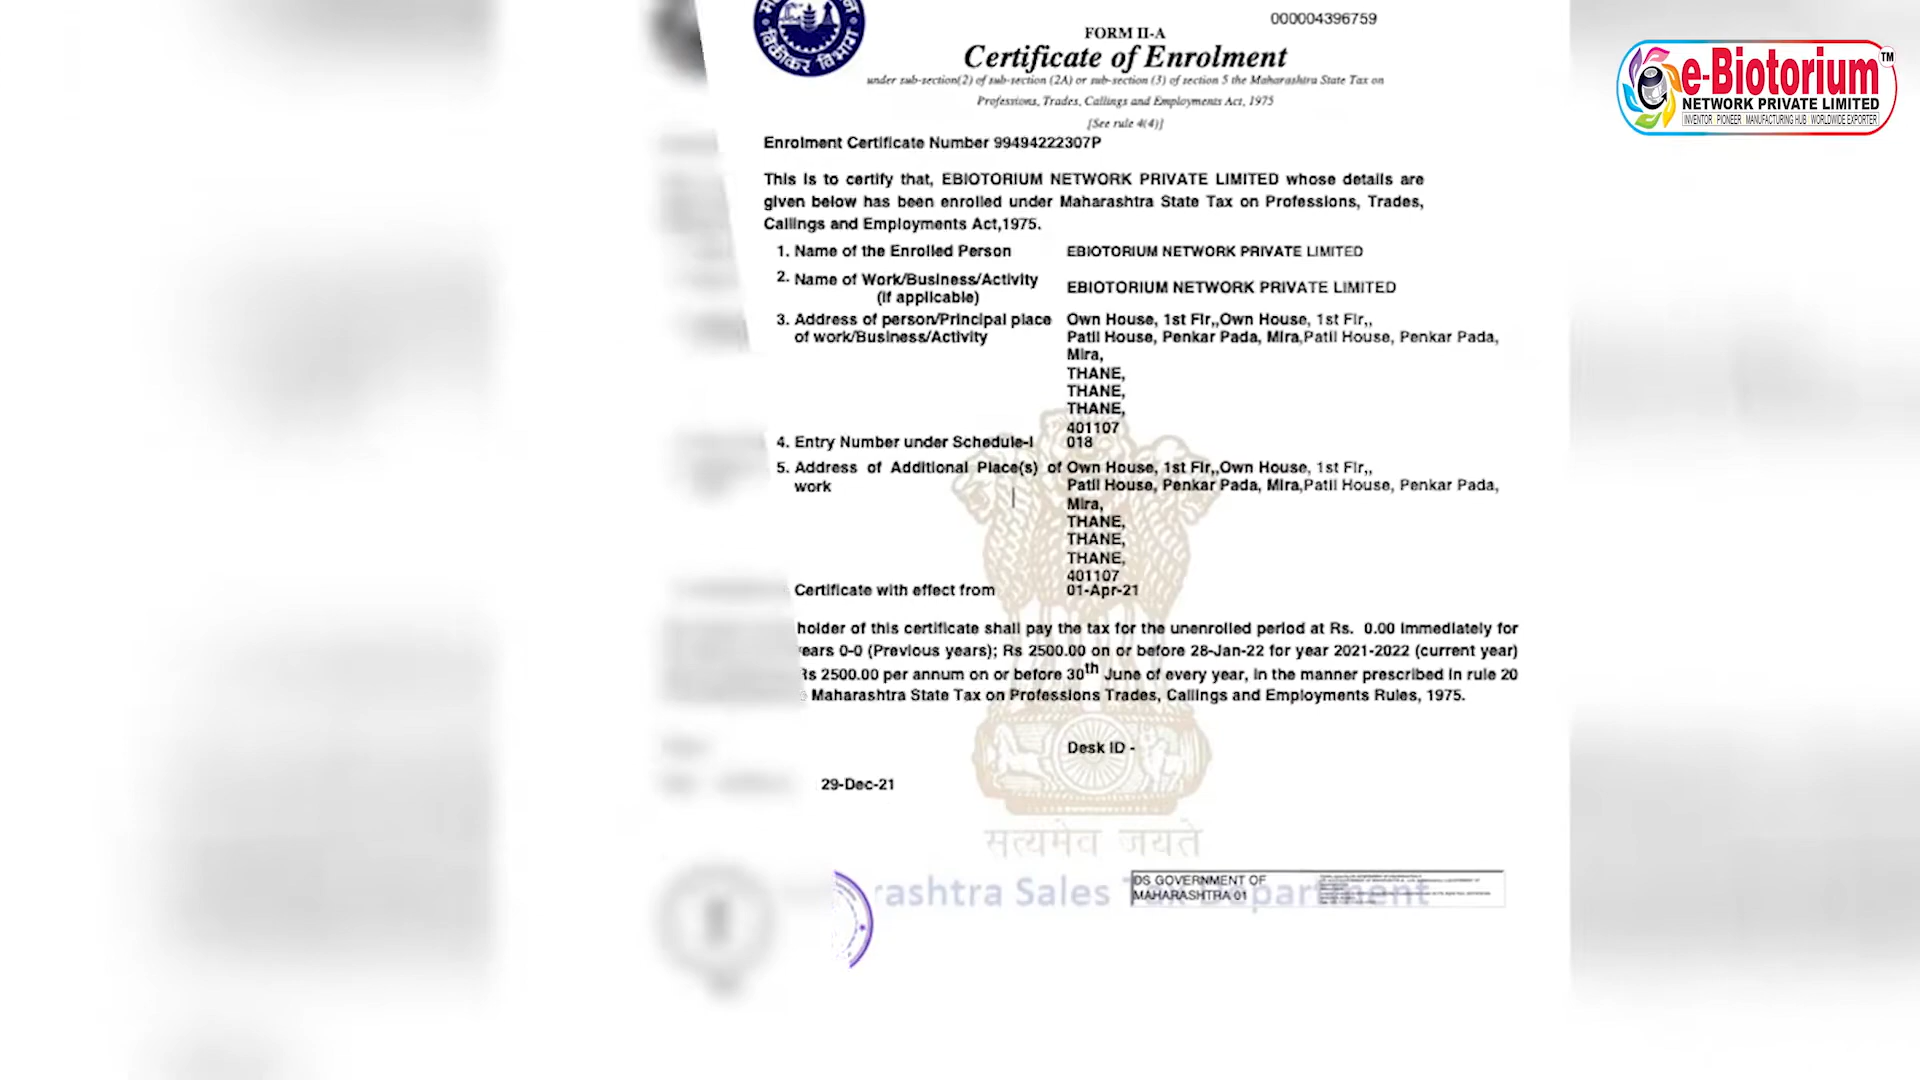 000004396759
FORM II-A
Certificate of Enrolment
under sub-section(2) of sub-section (2A) or sub-section (3) of section 5 the Maharashtra State Tax on
Professions, Trades, Callings and Employments Act, 1975
[See rule 4(4)]
Enrolment Certificate Number 99494222307P
This is to certify that, EBIOTORIUM NETWORK PRIVATE LIMITED whose details are
given below has been enrolled under Maharashtra State Tax on Professions, Trades,
Callings and Employments Act,1975.
1. Name of the Enrolled Person EBIOTORIUM NETWORK PRIVATE LIMITED
2. Name of Work/Business/Activity
(if applicable) EBIOTORIUM NETWORK PRIVATE LIMITED
3. Address of person/Principal place Own House, 1st Flr,,Own House, 1st Flr,,
of work/Business/Activity Patil House, Penkar Pada, Mira,Patil House, Penkar Pada,
Mira,
THANE,
THANE,
THANE,
401107
4. Entry Number under Schedule-I 018
5. Address of Additional Place(s) of Own House, 1st Flr,,Own House, 1st Flr,,
work Patil House, Penkar Pada, Mira,Patil House, Penkar Pada,
Mira,
THANE,
THANE,
THANE,
401107
Certificate with effect from 01-Apr-21
holder of this certificate shall pay the tax for the unenrolled period at Rs. 0.00 immediately for
ears 0-0 (Previous years); Rs 2500.00 on or before 28-Jan-22 for year 2021-2022 (current year)
Rs 2500.00 per annum on or before 30th June of every year, in the manner prescribed in rule 20
Maharashtra State Tax on Professions Trades, Callings and Employments Rules, 1975.
Desk ID -
29-Dec-21
सत्यमेव जयते
ashtra Sales Tax Department
DS GOVERNMENT OF
MAHARASHTRA 01
विक्रीकर विभाग
e-Biotorium TM
NETWORK PRIVATE LIMITED
INVENTOR PIONEER MANUFACTURING HUB WORLDWIDE EXPORTER